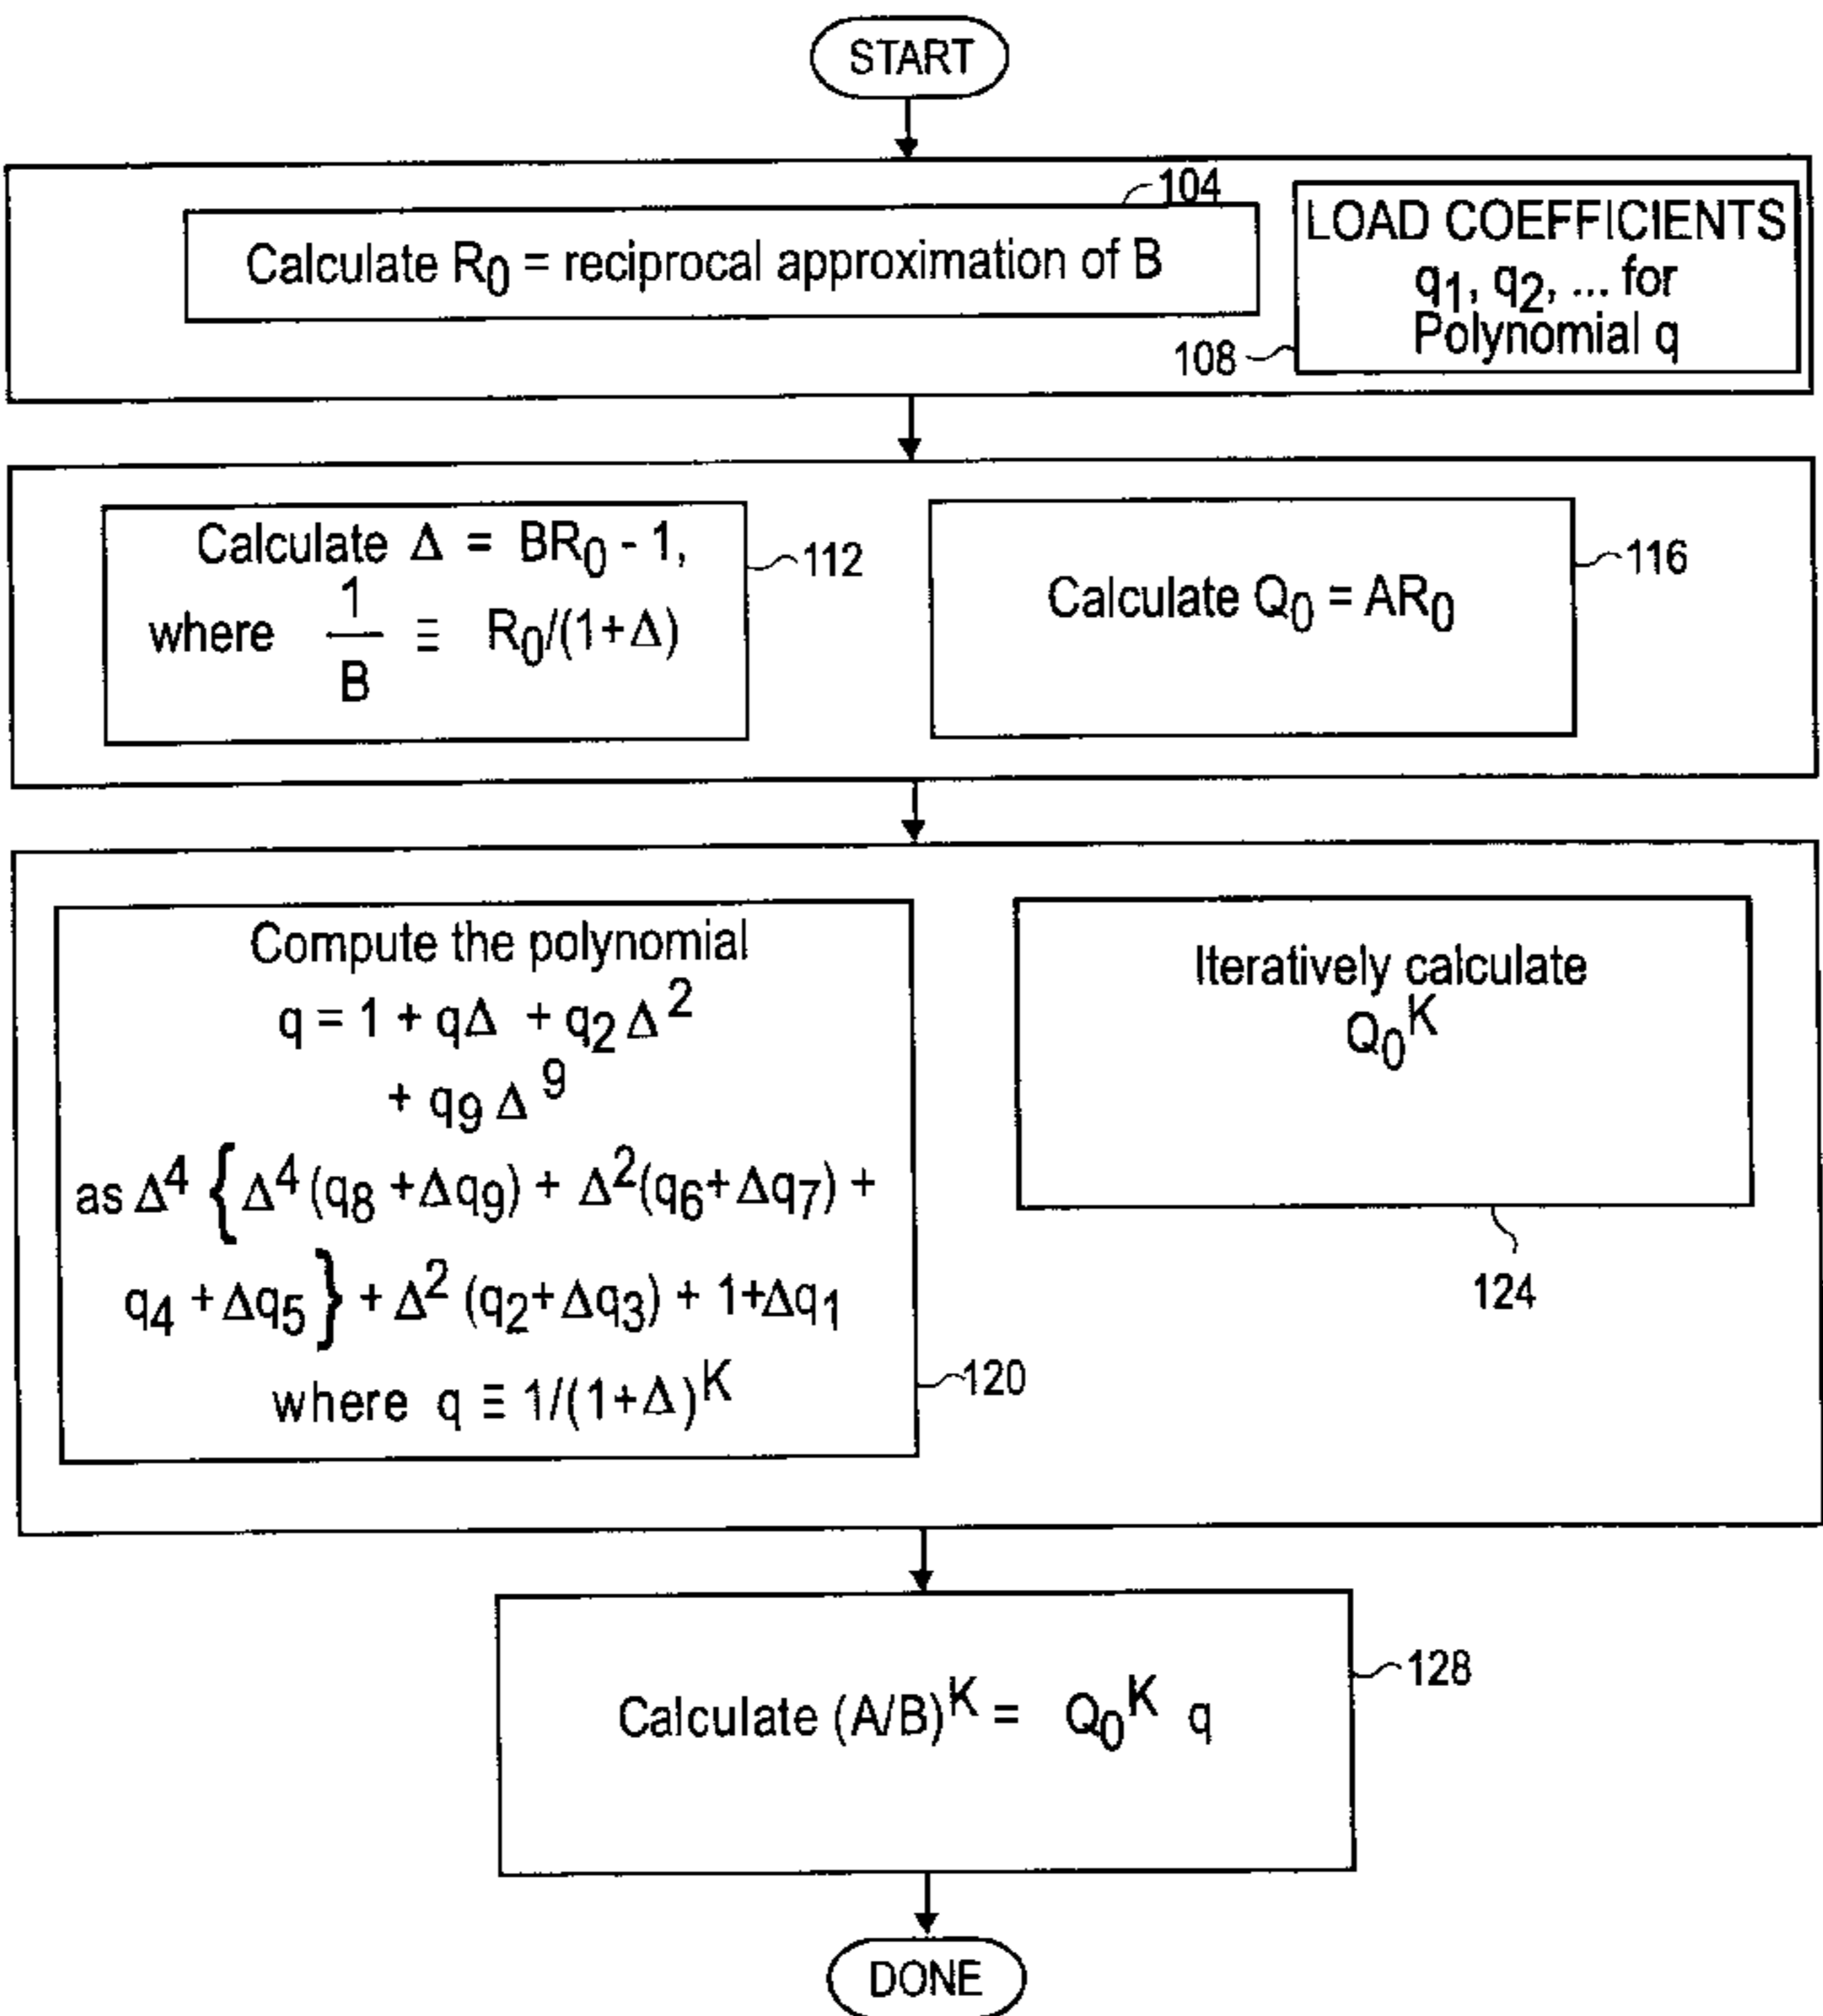 START
104
Calculate R₀ = reciprocal approximation of B
LOAD COEFFICIENTS
q₁, q₂, ... for
Polynomial q
108
Calculate Δ = BR₀ - 1,
where 1/B ≡ R₀/(1+Δ)
112
Calculate Q₀ = AR₀
116
Compute the polynomial
q = 1 + qΔ + q₂ Δ²
+ q₉ Δ⁹
as Δ⁴ { Δ⁴ (q₈ +Δq₉) + Δ²(q₆+Δq₇) +
q₄ +Δq₅ } + Δ² (q₂+Δq₃) + 1+Δq₁
where q ≡ 1/(1+Δ)ᴷ
120
Iteratively calculate
Q₀ᴷ
124
Calculate (A/B)ᴷ = Q₀ᴷ q
128
DONE